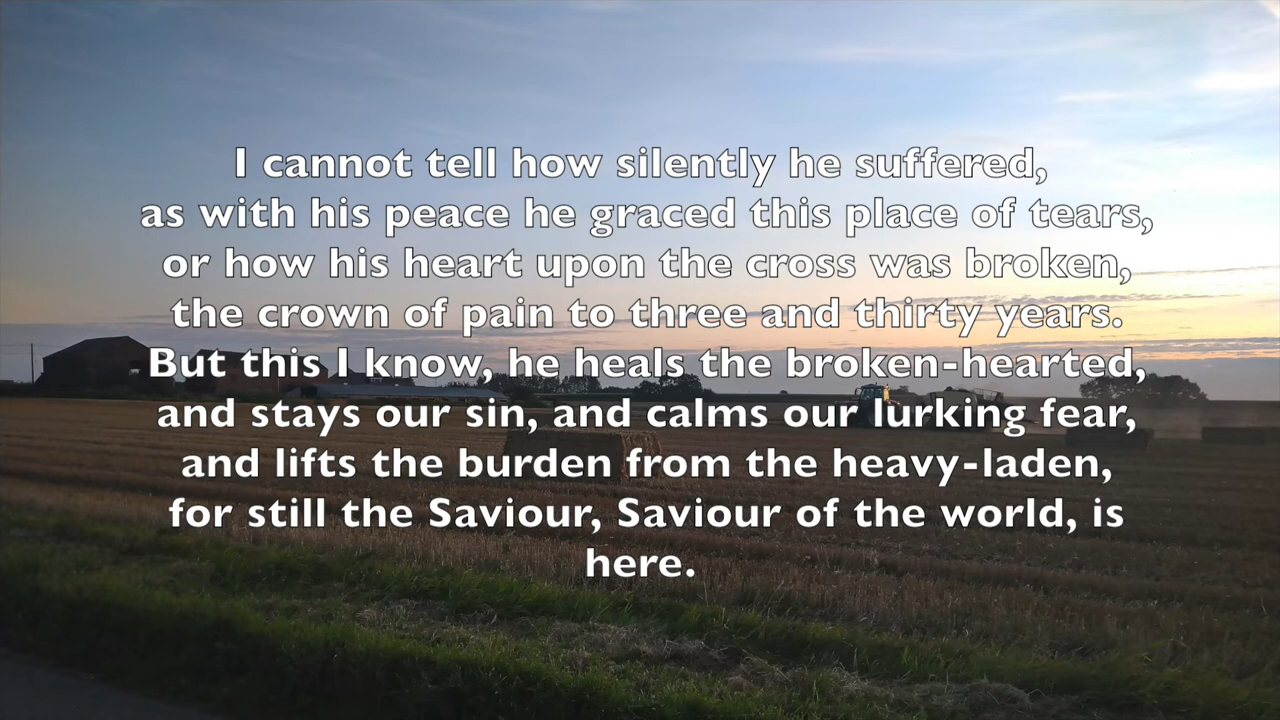 I cannot tell how silently he suffered,
as with his peace he graced this place of tears,
or how his heart upon the cross was broken,
the crown of pain to three and thirty years.
But this I know, he heals the broken-hearted,
and stays our sin, and calms our lurking fear,
and lifts the burden from the heavy-laden,
for still the Saviour, Saviour of the world, is
here.